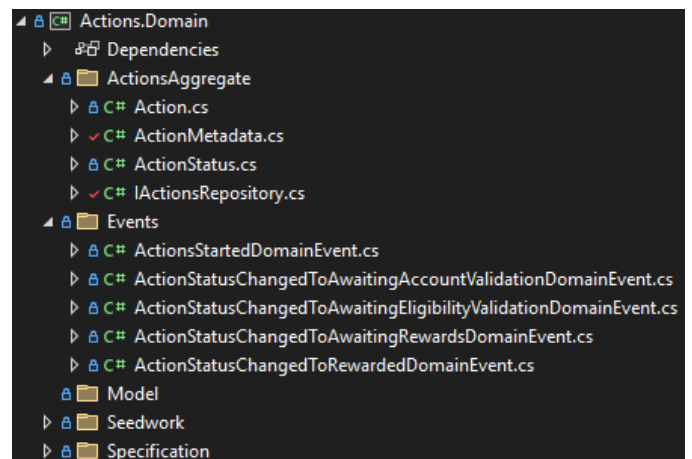 C# Actions.Domain
Dependencies
ActionsAggregate
C# Action.cs
C# ActionMetadata.cs
C# ActionStatus.cs
C# IActionsRepository.cs
Events
C# ActionsStartedDomainEvent.cs
C# ActionStatusChangedToAwaitingAccountValidationDomainEvent.cs
C# ActionStatusChangedToAwaitingEligibilityValidationDomainEvent.cs
C# ActionStatusChangedToAwaitingRewardsDomainEvent.cs
C# ActionStatusChangedToRewardedDomainEvent.cs
Model
Seedwork
Specification